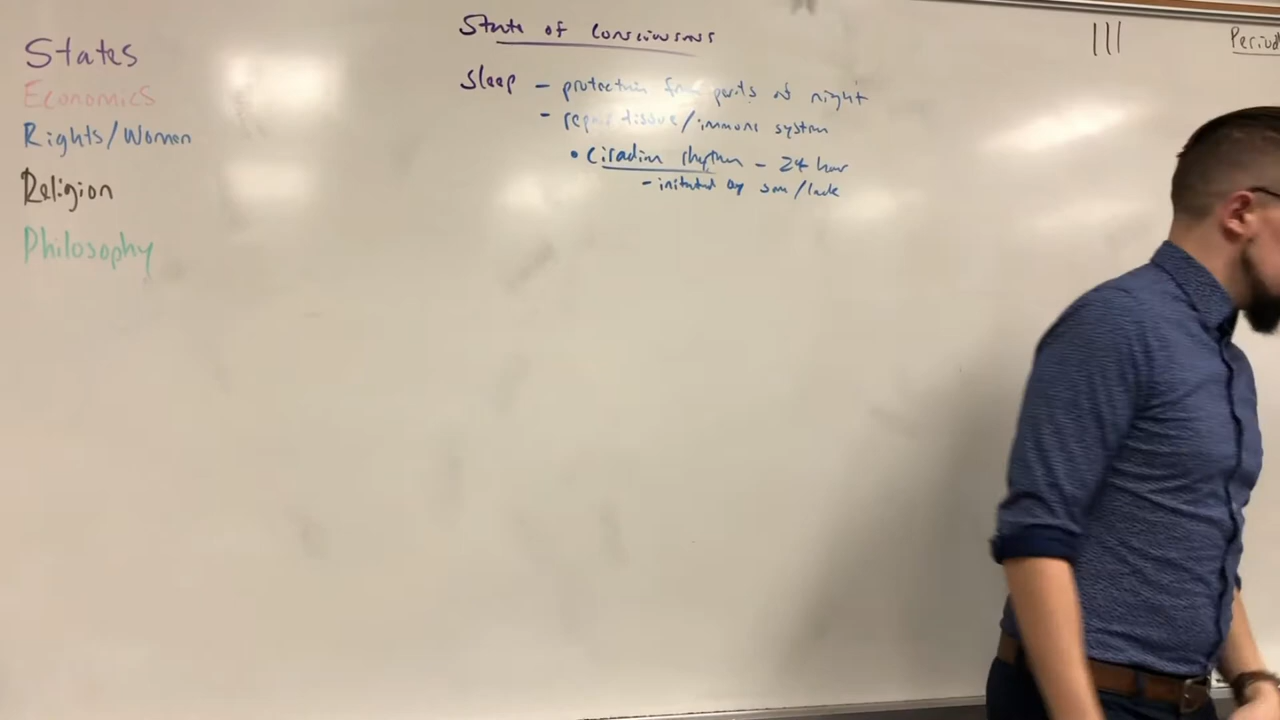 States
Economics
Rights/Women
Religion
Philosophy
State of Consciousness
Sleep - protection from perils of night
- repair tissue/immune system
• Ciradian rhythm - 24 hour
- initiated by sun/lack
|||
Period